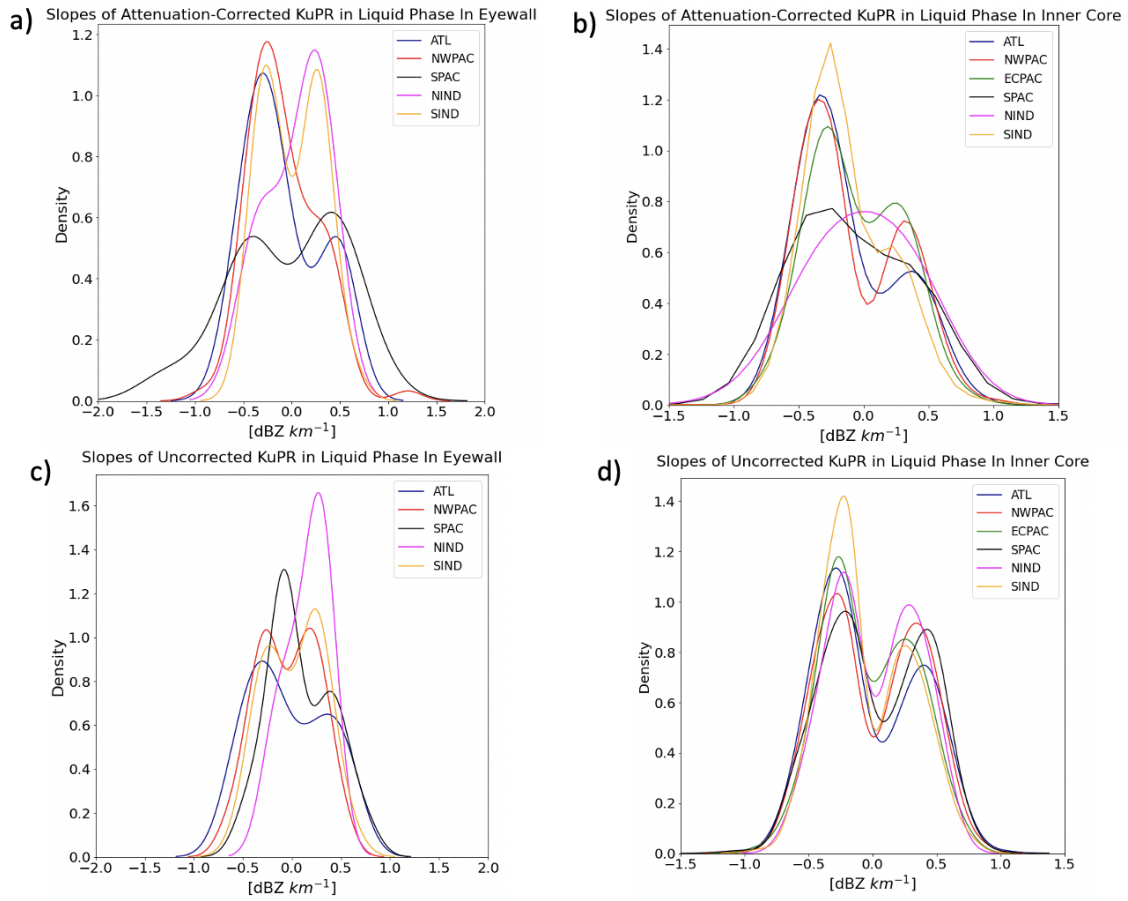 a)
Slopes of Attenuation-Corrected KuPR in Liquid Phase In Eyewall
1.2
1.0
0.8
0.6
0.4
0.2
0.0
Density
ATL
NWPAC
SPAC
NIND
SIND
−2.0 −1.5 −1.0 −0.5 0.0 0.5 1.0 1.5 2.0
[dBZ km⁻¹]
b)
Slopes of Attenuation-Corrected KuPR in Liquid Phase In Inner Core
1.4
1.2
1.0
0.8
0.6
0.4
0.2
0.0
Density
ATL
NWPAC
ECPAC
SPAC
NIND
SIND
−1.5 −1.0 −0.5 0.0 0.5 1.0 1.5
[dBZ km⁻¹]
c)
Slopes of Uncorrected KuPR in Liquid Phase In Eyewall
1.6
1.4
1.2
1.0
0.8
0.6
0.4
0.2
0.0
Density
ATL
NWPAC
SPAC
NIND
SIND
−2.0 −1.5 −1.0 −0.5 0.0 0.5 1.0 1.5 2.0
[dBZ km⁻¹]
d)
Slopes of Uncorrected KuPR in Liquid Phase In Inner Core
1.4
1.2
1.0
0.8
0.6
0.4
0.2
0.0
Density
ATL
NWPAC
ECPAC
SPAC
NIND
SIND
−1.5 −1.0 −0.5 0.0 0.5 1.0 1.5
[dBZ km⁻¹]